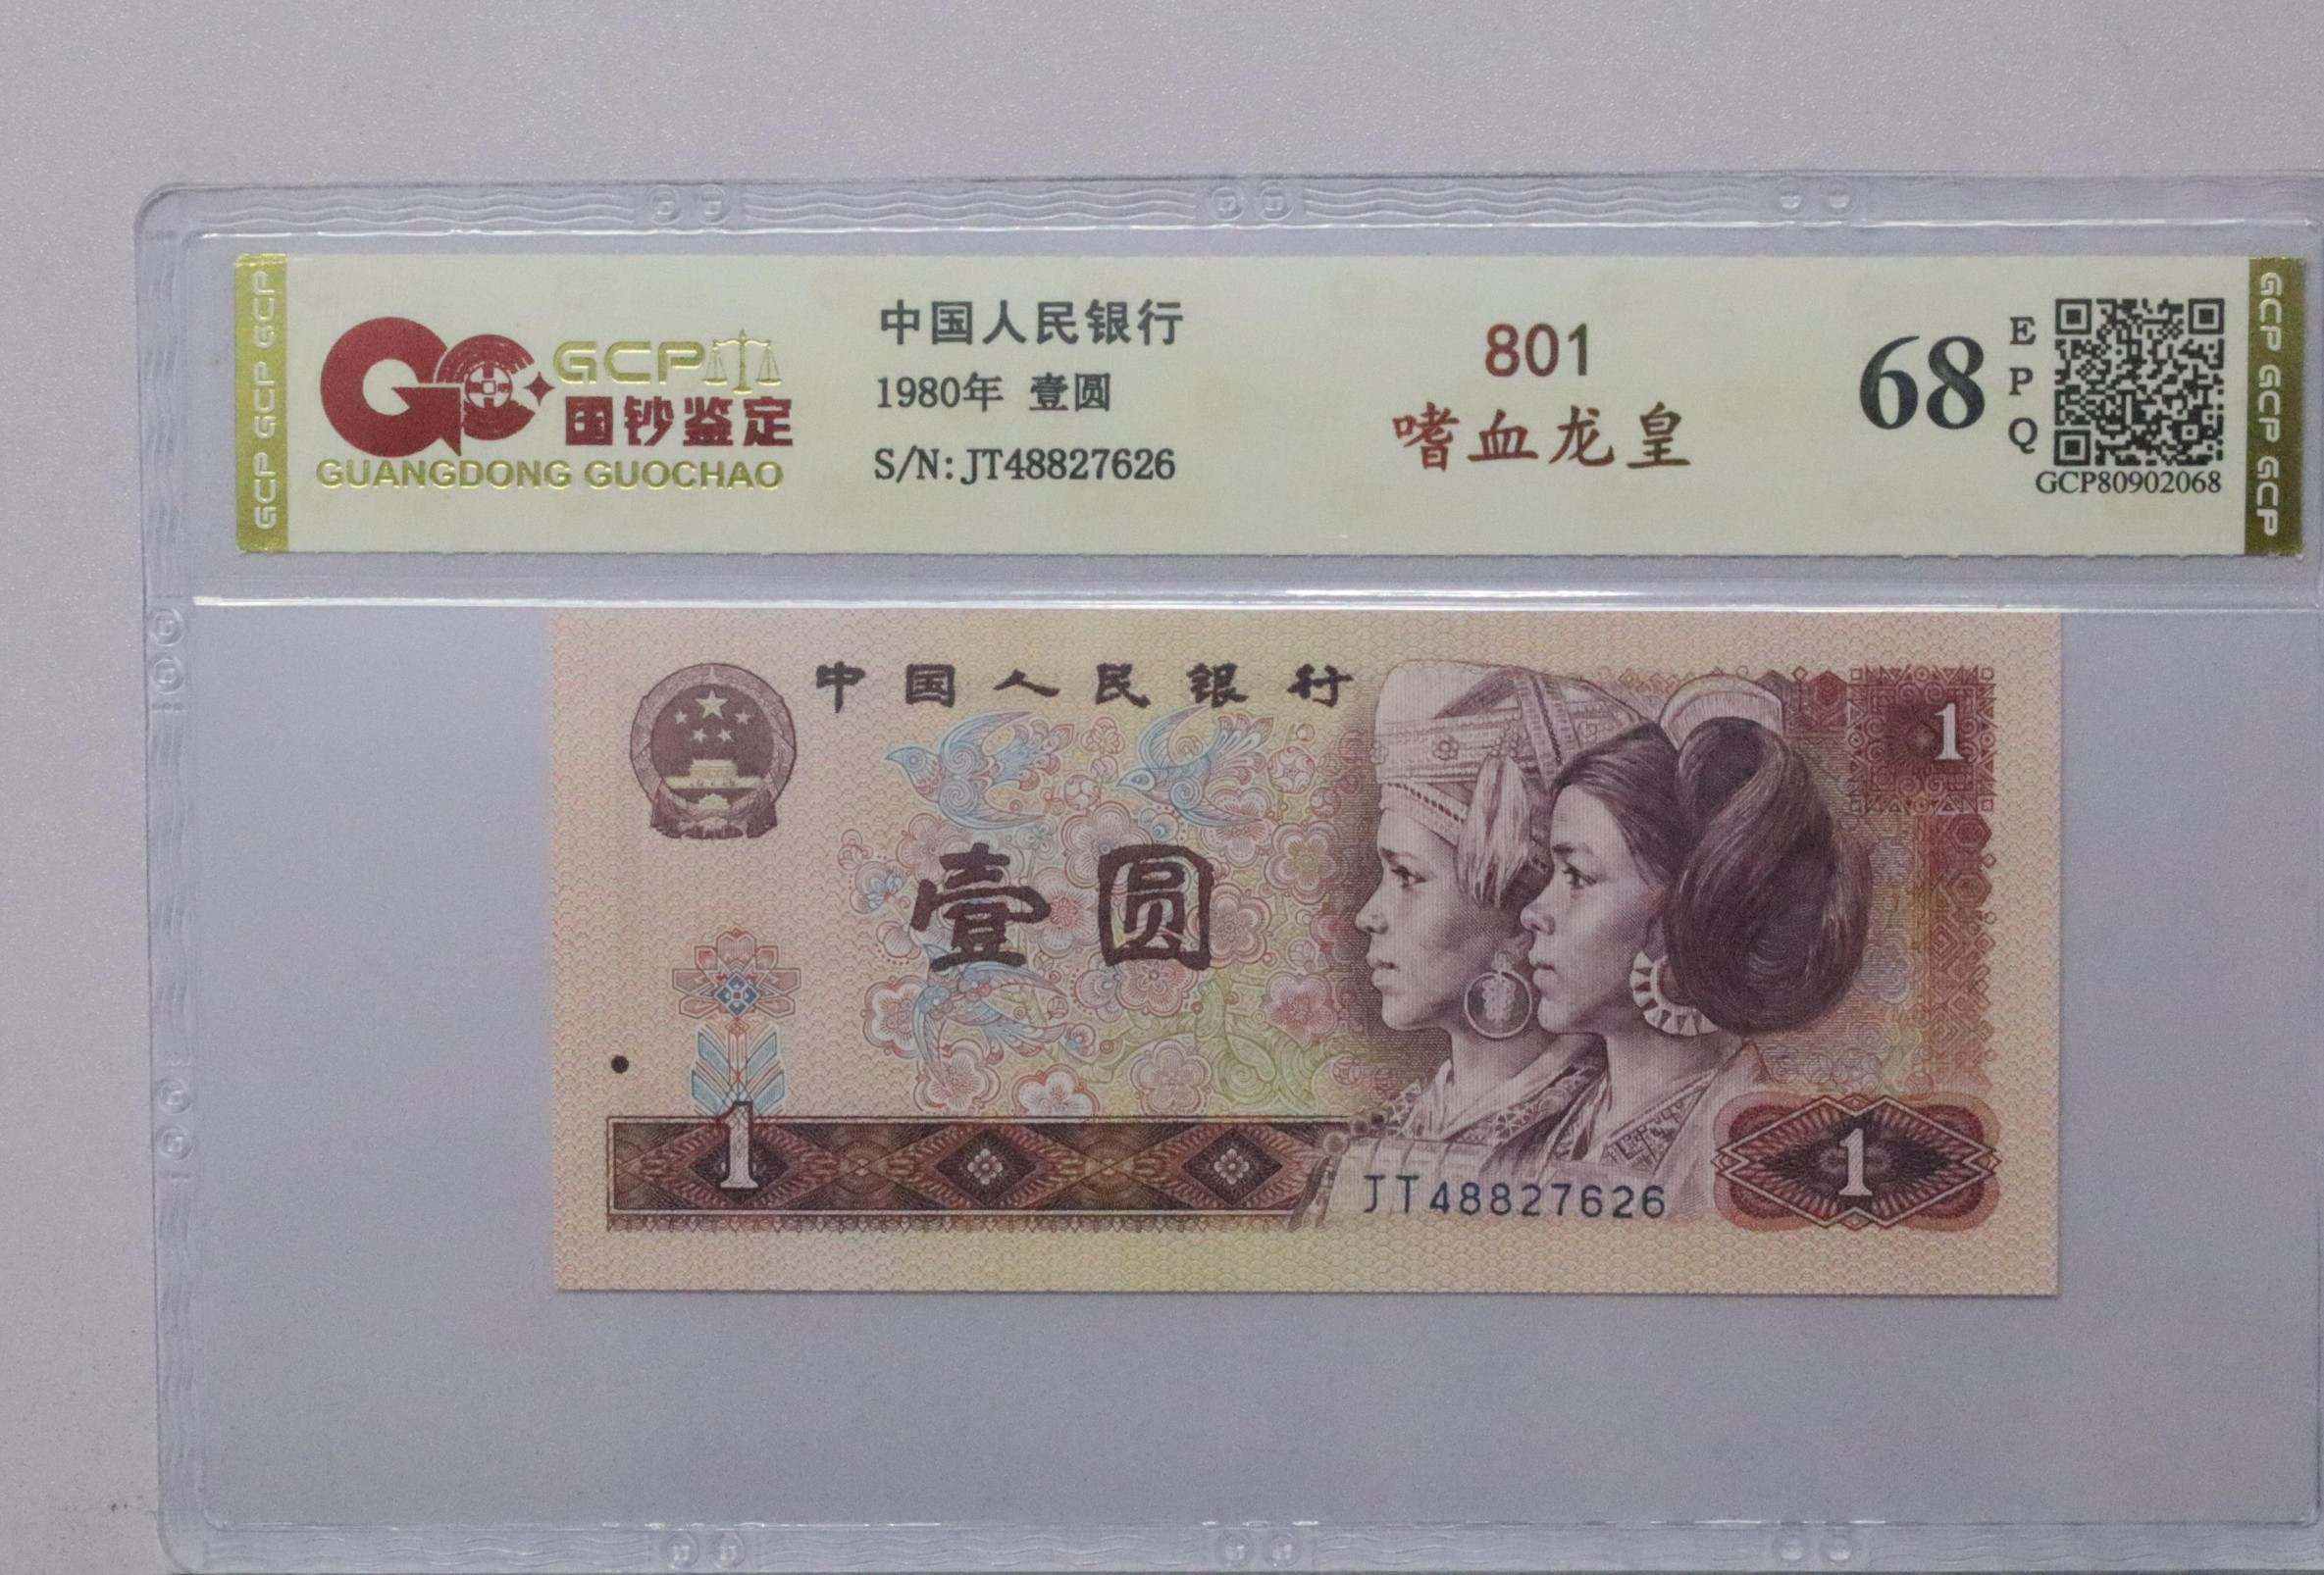 GCP GCP GCP
GCP
国钞鉴定
GUANGDONG GUOCHAO
中国人民银行
1980年 壹圆
S/N:JT48827626
801
嗜血龙皇
68
EPQ
GCP80902068
GCP GCP GCP
中国人民银行
1
壹圆
1
JT48827626
1